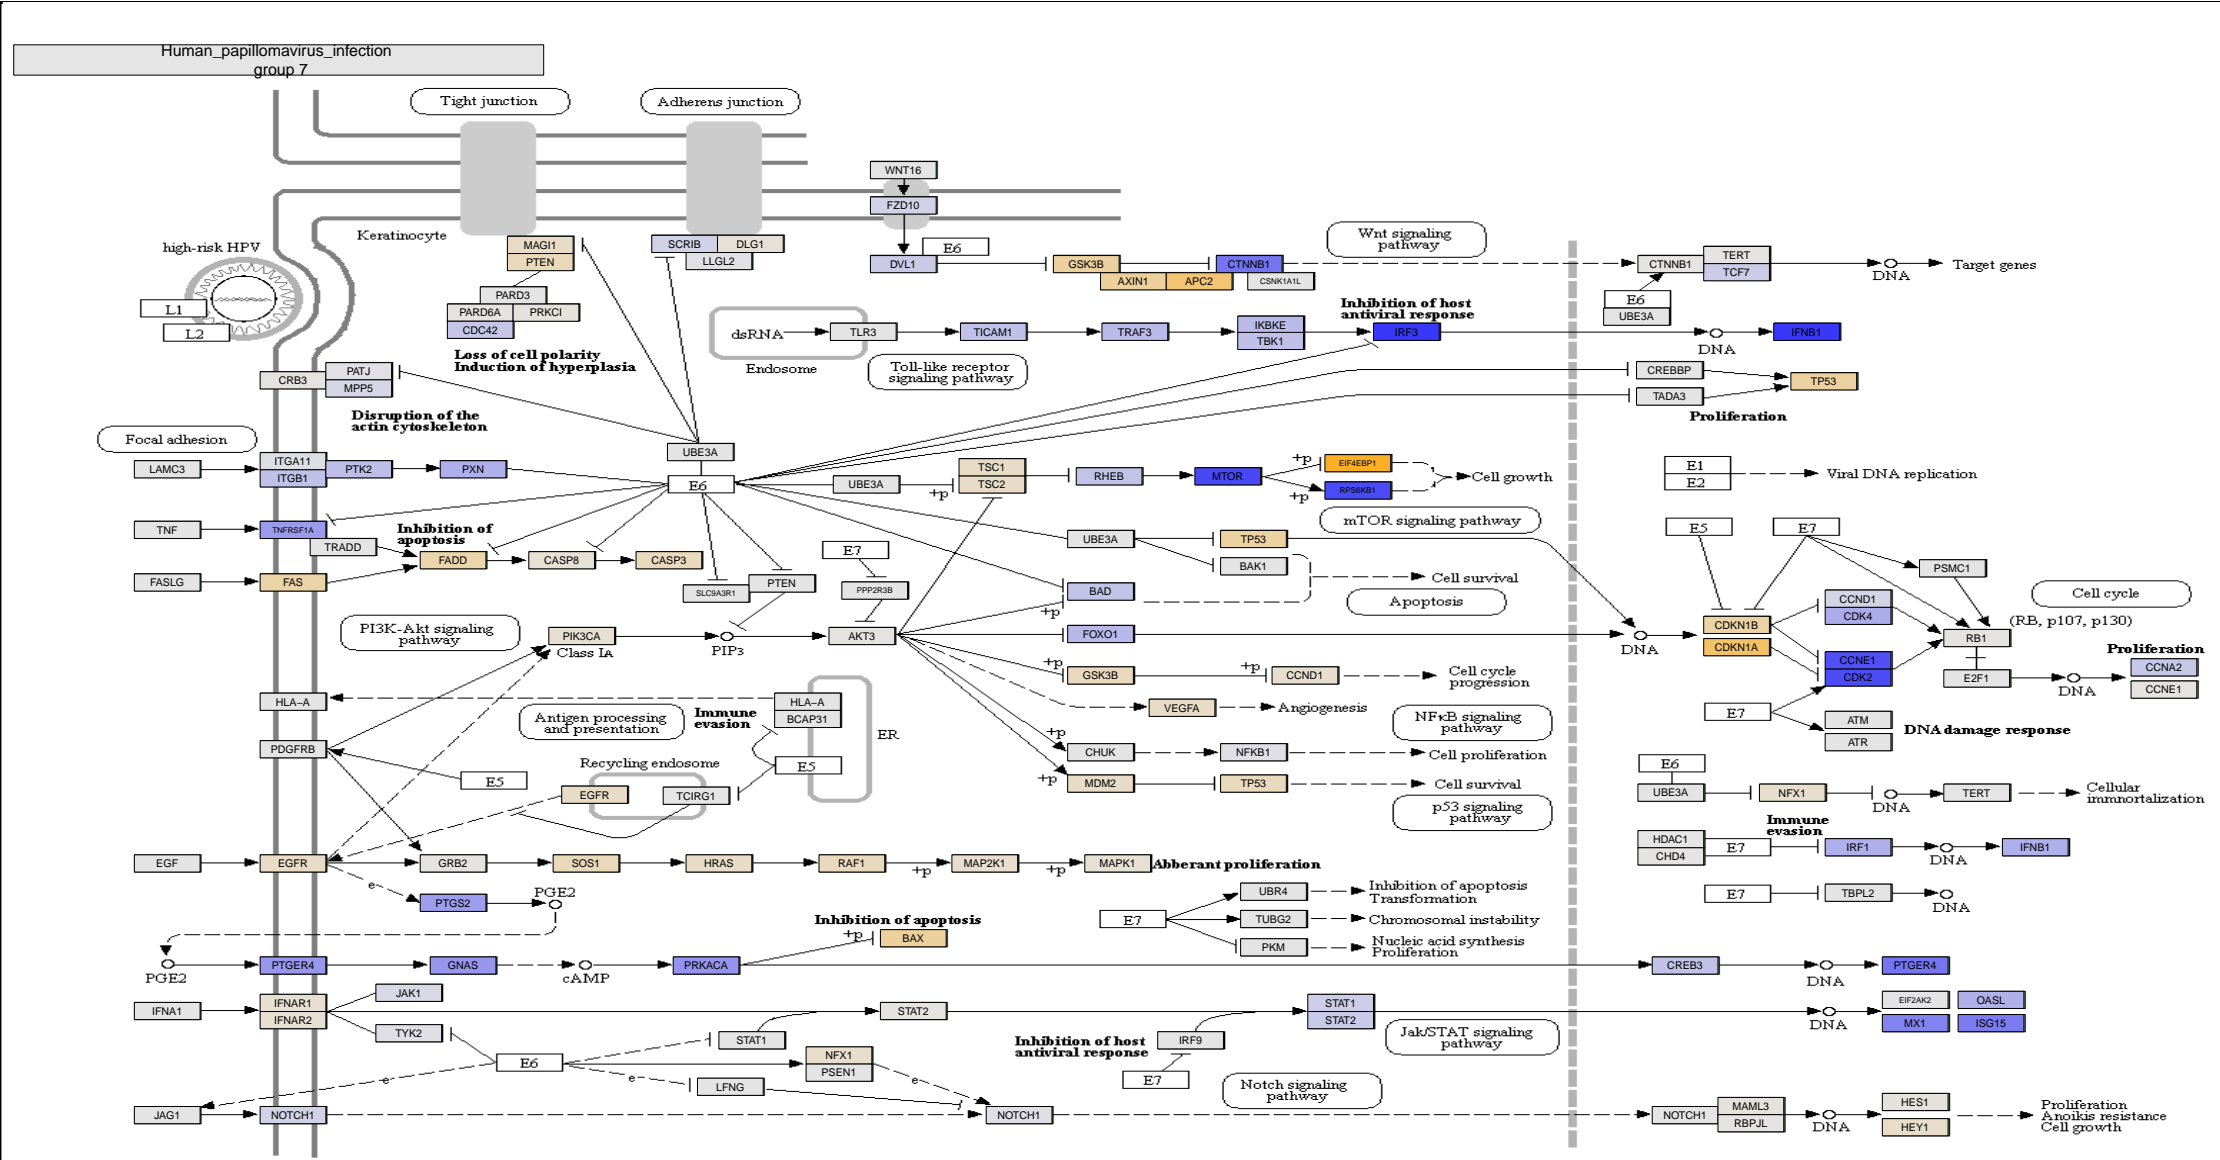 Human_papillomavirus_infection
group 7
Tight junction
Adherens junction
WNT16
FZD10
Keratinocyte
high-risk HPV
L1
L2
MAGI1
PTEN
PARD3
PARD6A PRKCI
CDC42
SCRIB DLG1
LLGL2
DVL1
E6
GSK3B
CTNNB1
AXIN1 APC2 CSNK1A1L
Wnt signaling
pathway
CTNNB1
TERT
TCF7
E6
UBE3A
DNA
Target genes
Loss of cell polarity
Induction of hyperplasia
dsRNA
TLR3
Endosome
TICAM1
TRAF3
IKBKE
TBK1
Inhibition of host
antiviral response
IRF3
DNA
IFNB1
Toll-like receptor
signaling pathway
CRB3
PATJ
MPP5
CREBBP
TADA3
TP53
Proliferation
Disruption of the
actin cytoskeleton
Focal adhesion
LAMC3
ITGA11
ITGB1
PTK2
PXN
UBE3A
E6
UBE3A
+p
TSC1
TSC2
RHEB
MTOR
+p
+p
EIF4EBP1
RPS6KB1
Cell growth
mTOR signaling pathway
E1
E2
Viral DNA replication
TNF
TNFRSF1A
TRADD
Inhibition of
apoptosis
FADD
CASP8
CASP3
FASLG
FAS
SLC9A3R1
PTEN
E7
PPP2R3B
UBE3A
TP53
BAK1
BAD
+p
Cell survival
Apoptosis
E5
E7
PSMC1
Cell cycle
(RB, p107, p130)
CDKN1B
CDKN1A
CCND1
CDK4
CCNE1
CDK2
RB1
E2F1
DNA
Proliferation
CCNA2
CCNE1
PI3K-Akt signaling
pathway
PIK3CA
Class IA
PIP3
AKT3
FOXO1
DNA
+p
GSK3B
+p
CCND1
Cell cycle
progression
VEGFA
Angiogenesis
NFκB signaling
pathway
E7
ATM
ATR
DNA damage response
HLA-A
HLA-A
BCAP31
Antigen processing
and presentation
Immune
evasion
ER
E5
PDGFRB
E5
Recycling endosome
EGFR
TCIRG1
+p
CHUK
NFKB1
Cell proliferation
+p
MDM2
TP53
Cell survival
p53 signaling
pathway
E6
UBE3A
NFX1
DNA
TERT
Cellular
immnortalization
Immune
evasion
HDAC1
CHD4
E7
IRF1
DNA
IFNB1
EGF
EGFR
GRB2
SOS1
HRAS
RAF1
+p
MAP2K1
+p
MAPK1
Abberant proliferation
e
PTGS2
PGE2
E7
UBR4
TUBG2
PKM
Inhibition of apoptosis
Transformation
Chromosomal instability
Nucleic acid synthesis
Proliferation
E7
TBPL2
DNA
Inhibition of apoptosis
+p
BAX
PGE2
PTGER4
GNAS
cAMP
PRKACA
CREB3
DNA
PTGER4
IFNA1
IFNAR1
IFNAR2
JAK1
TYK2
STAT2
STAT1
STAT1
STAT2
DNA
EIF2AK2 OASL
MX1 ISG15
Jak/STAT signaling
pathway
E6
NFX1
PSEN1
Inhibition of host
antiviral response
IRF9
E7
e
e
LFNG
e
Notch signaling
pathway
JAG1
NOTCH1
NOTCH1
NOTCH1
MAML3
RBPJL
DNA
HES1
HEY1
Proliferation
Anoikis resistance
Cell growth